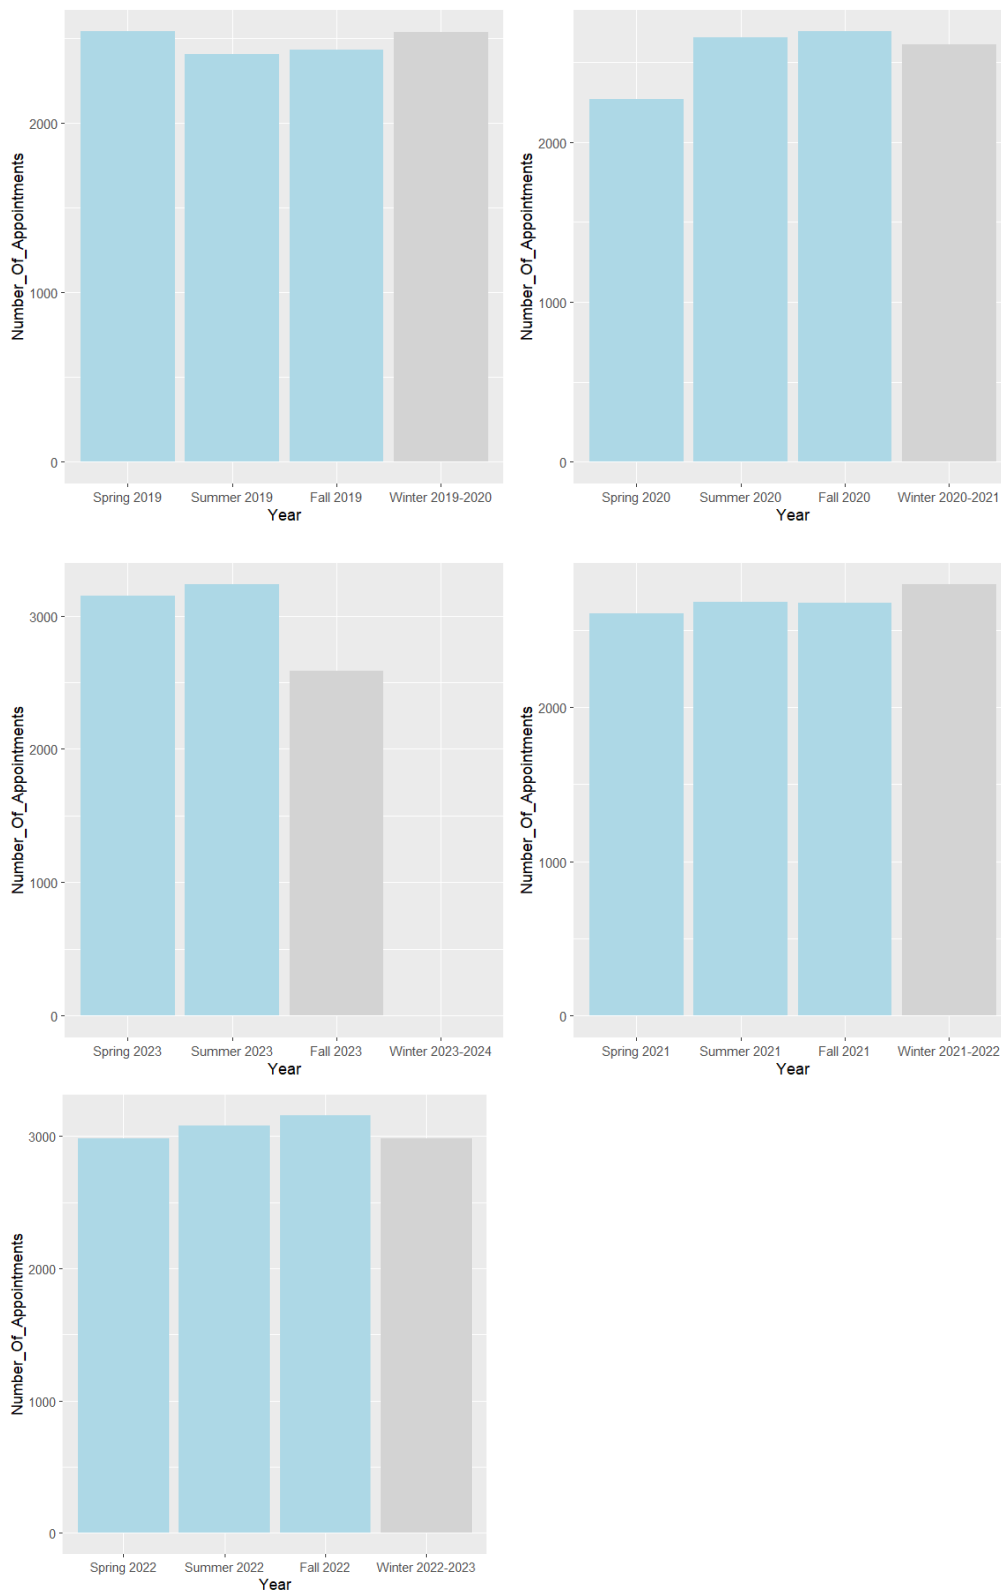 Number_Of_Appointments
2000
1000
0
Spring 2019 Summer 2019 Fall 2019 Winter 2019-2020
Year
Number_Of_Appointments
2000
1000
0
Spring 2020 Summer 2020 Fall 2020 Winter 2020-2021
Year
Number_Of_Appointments
3000
2000
1000
0
Spring 2023 Summer 2023 Fall 2023 Winter 2023-2024
Year
Number_Of_Appointments
2000
1000
0
Spring 2021 Summer 2021 Fall 2021 Winter 2021-2022
Year
Number_Of_Appointments
3000
2000
1000
0
Spring 2022 Summer 2022 Fall 2022 Winter 2022-2023
Year